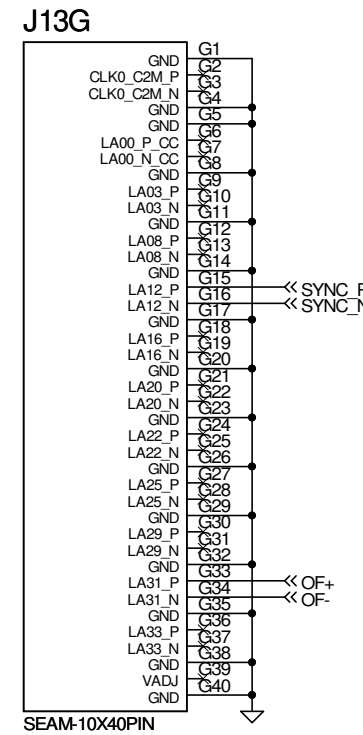 J13G
GND G1
CLK0_C2M_P G2
CLK0_C2M_N G3
GND G4
GND G5
LA00_P_CC G6
LA00_N_CC G7
GND G8
LA03_P G9
LA03_N G10
GND G11
LA08_P G12
LA08_N G13
GND G14
LA12_P G15 SYNC_P
LA12_N G16 SYNC_N
GND G17
LA16_P G18
LA16_N G19
GND G20
LA20_P G21
LA20_N G22
GND G23
LA22_P G24
LA22_N G25
GND G26
LA25_P G27
LA25_N G28
GND G29
LA29_P G30
LA29_N G31
GND G32
LA31_P G33 OF+
LA31_N G34 OF-
GND G35
LA33_P G36
LA33_N G37
GND G38
VADJ G39
GND G40
SEAM-10X40PIN